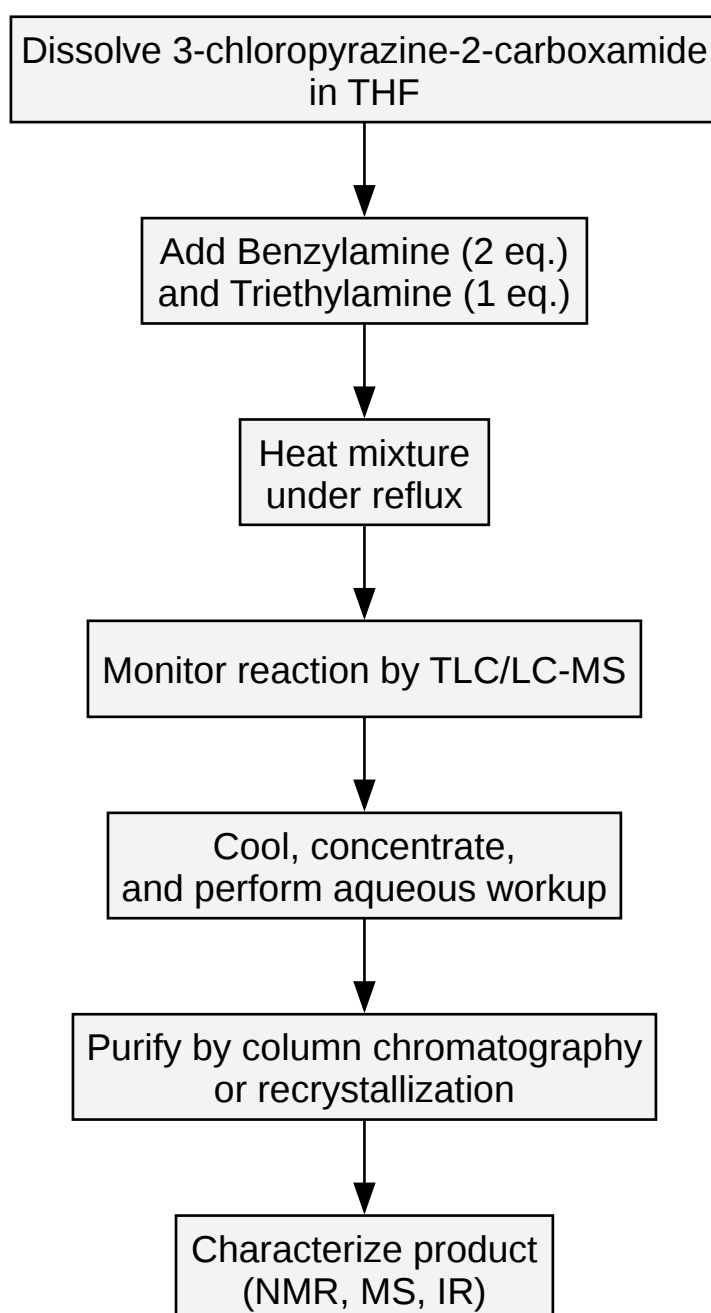 Dissolve 3-chloropyrazine-2-carboxamide
in THF
Add Benzylamine (2 eq.)
and Triethylamine (1 eq.)
Heat mixture
under reflux
Monitor reaction by TLC/LC-MS
Cool, concentrate,
and perform aqueous workup
Purify by column chromatography
or recrystallization
Characterize product
(NMR, MS, IR)